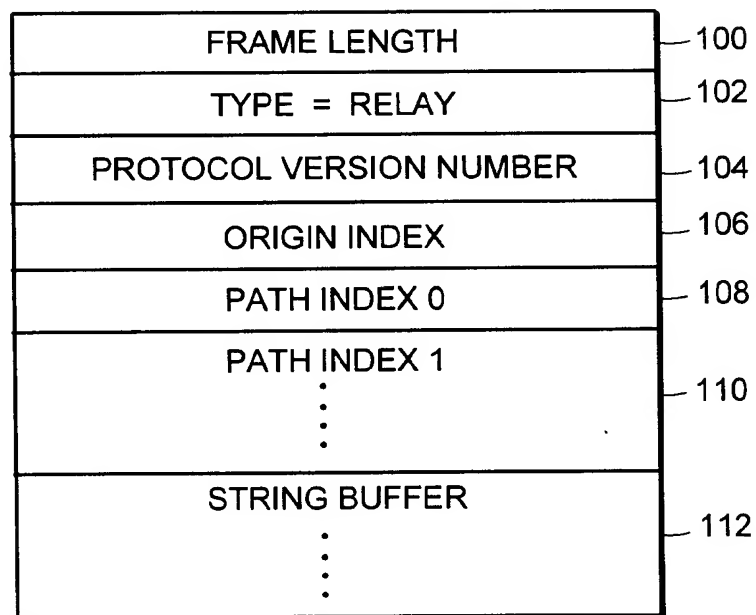 FRAME LENGTH 100
TYPE = RELAY 102
PROTOCOL VERSION NUMBER 104
ORIGIN INDEX 106
PATH INDEX 0 108
PATH INDEX 1
110
STRING BUFFER
112